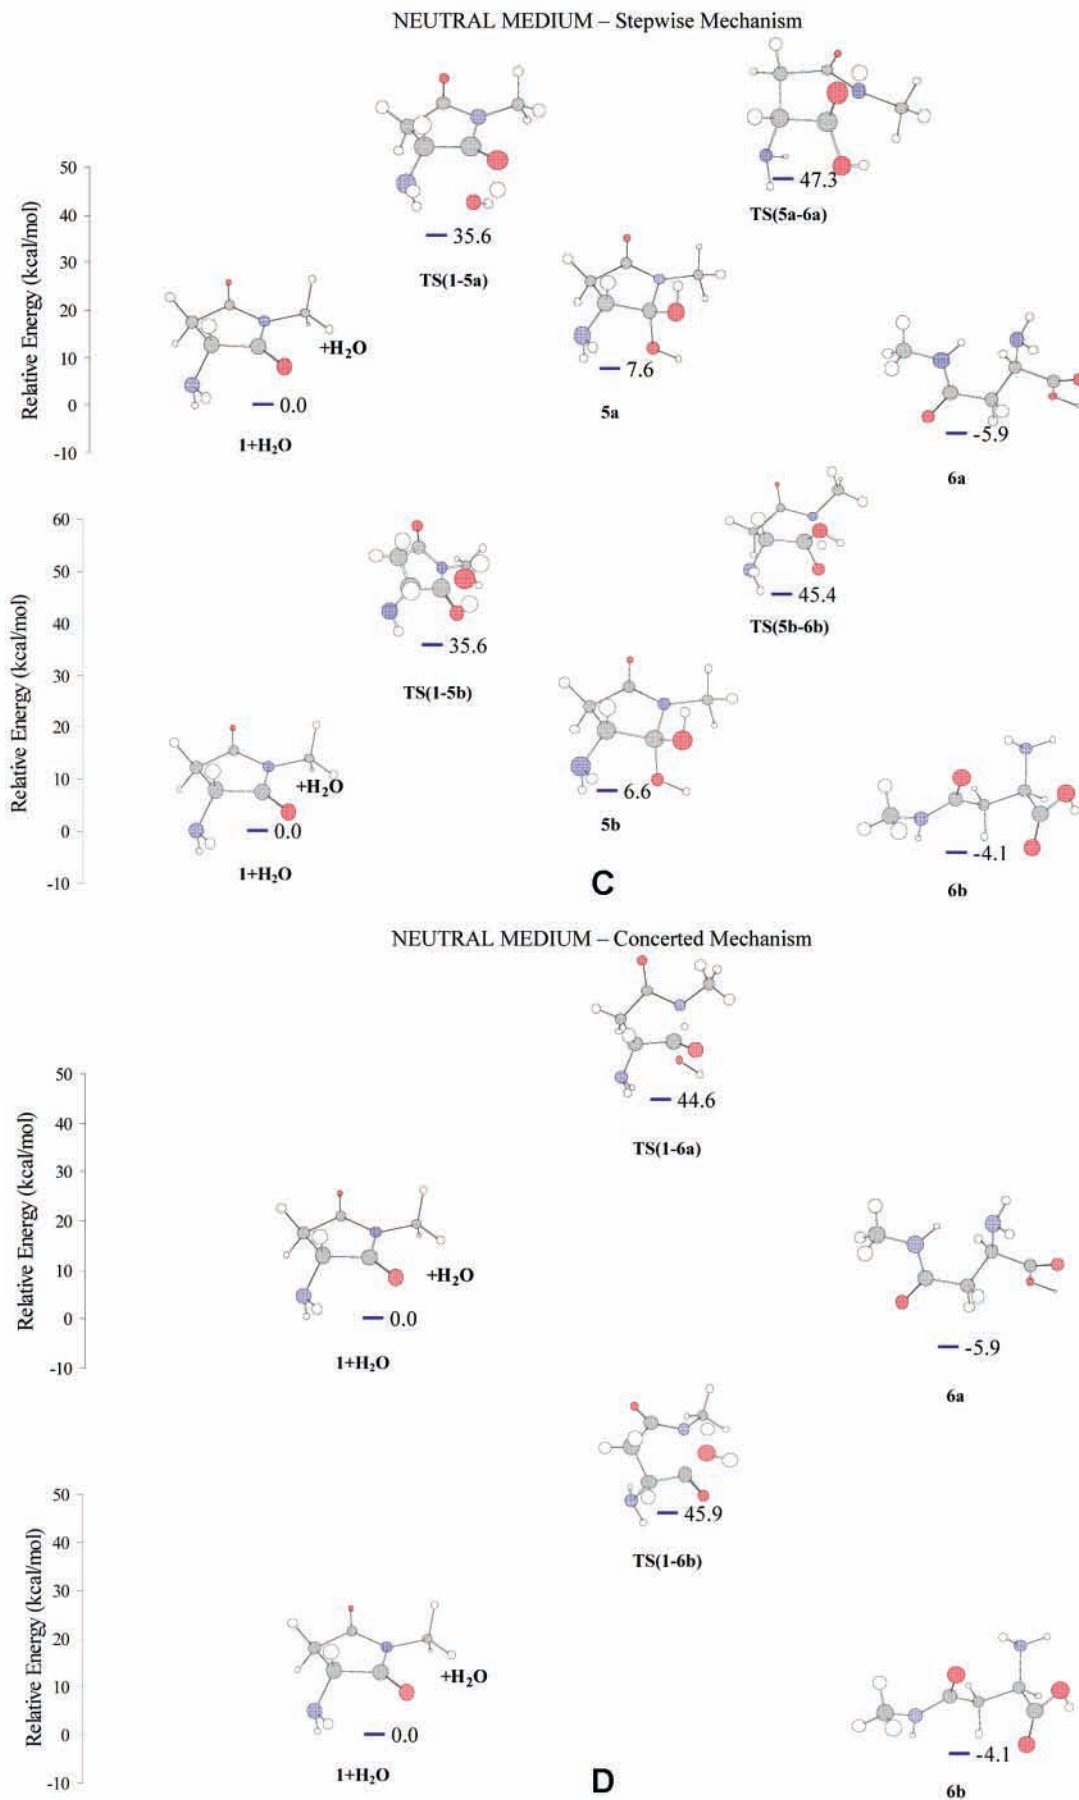 NEUTRAL MEDIUM – Stepwise Mechanism
Relative Energy (kcal/mol)
50
40
30
20
10
0
-10
+H₂O
0.0
1+H₂O
35.6
TS(1-5a)
7.6
5a
47.3
TS(5a-6a)
-5.9
6a
Relative Energy (kcal/mol)
60
50
40
30
20
10
0
-10
+H₂O
0.0
1+H₂O
35.6
TS(1-5b)
6.6
5b
45.4
TS(5b-6b)
-4.1
6b
C
NEUTRAL MEDIUM – Concerted Mechanism
Relative Energy (kcal/mol)
50
40
30
20
10
0
-10
+H₂O
0.0
1+H₂O
44.6
TS(1-6a)
-5.9
6a
Relative Energy (kcal/mol)
50
40
30
20
10
0
-10
+H₂O
0.0
1+H₂O
45.9
TS(1-6b)
-4.1
6b
D